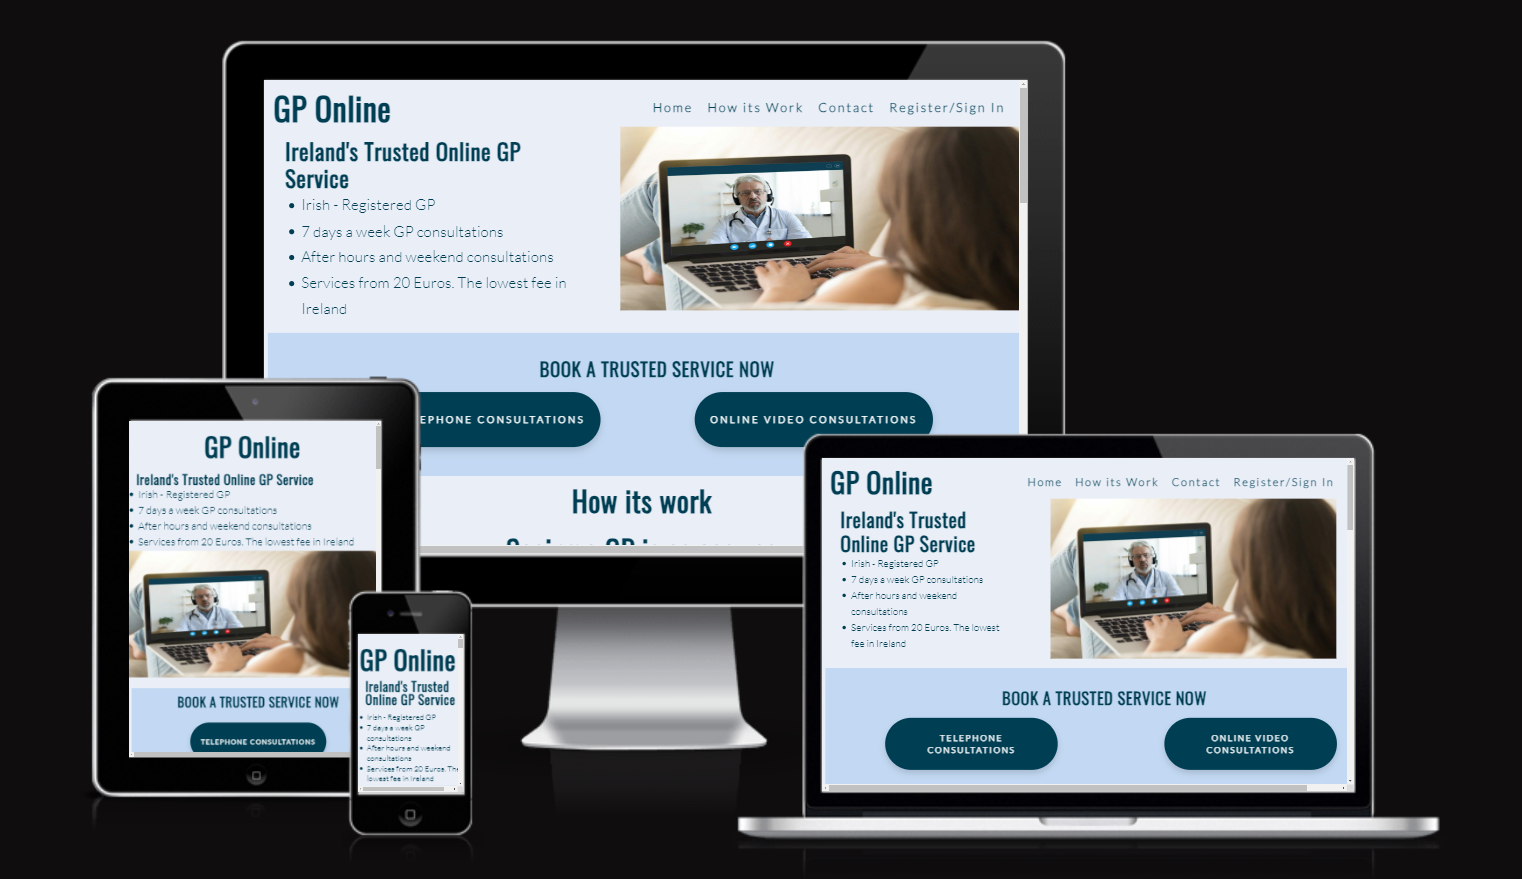 GP Online
Home How its Work Contact Register/Sign In
Ireland's Trusted Online GP
Service
Irish - Registered GP
7 days a week GP consultations
After hours and weekend consultations
Services from 20 Euros. The lowest fee in
Ireland
BOOK A TRUSTED SERVICE NOW
EPHONE CONSULTATIONS
ONLINE VIDEO CONSULTATIONS
How its work
GP Online
Ireland's Trusted Online GP Service
Irish - Registered GP
7 days a week GP consultations
After hours and weekend consultations
Services from 20 Euros. The lowest fee in Ireland
BOOK A TRUSTED SERVICE NOW
TELEPHONE CONSULTATIONS
GP Online
Ireland's Trusted
Online GP Service
Irish - Registered GP
7 days a week GP
consultations
After hours and weekend
consultations
Services from 20 Euros. The
lowest fee in Ireland
GP Online
Home How its Work Contact Register/Sign In
Ireland's Trusted
Online GP Service
Irish - Registered GP
7 days a week GP consultations
After hours and weekend
consultations
Services from 20 Euros. The lowest
fee in Ireland
BOOK A TRUSTED SERVICE NOW
TELEPHONE
CONSULTATIONS
ONLINE VIDEO
CONSULTATIONS